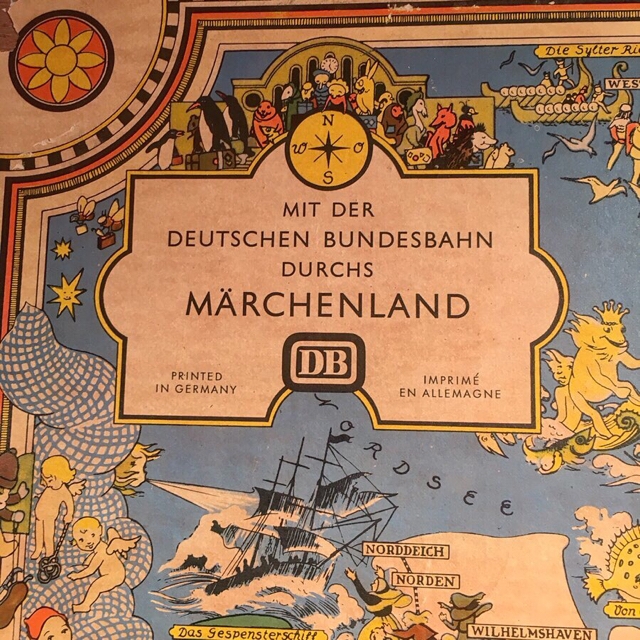 Die Sylter
WEST
N
W O
S
MIT DER
DEUTSCHEN BUNDESBAHN
DURCHS
MÄRCHENLAND
DB
PRINTED
IN GERMANY
IMPRIMÉ
EN ALLEMAGNE
NORDSEE
NORDDEICH
NORDEN
Von
WILHELMSHAVEN
Das Gespensterschiff